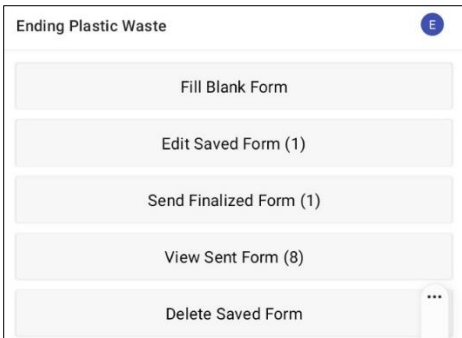 Ending Plastic Waste
E
Fill Blank Form
Edit Saved Form (1)
Send Finalized Form (1)
View Sent Form (8)
Delete Saved Form